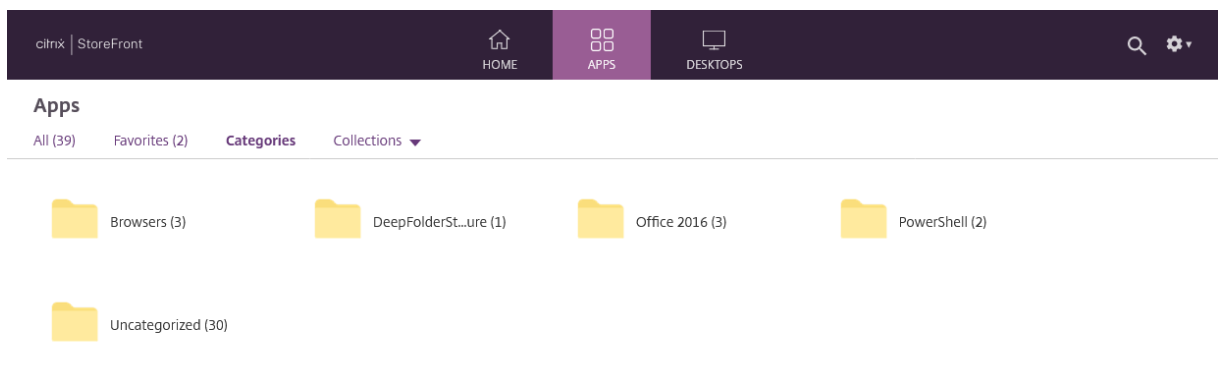 citrix | StoreFront
HOME
APPS
DESKTOPS
Apps
All (39) Favorites (2) Categories Collections
Browsers (3) DeepFolderSt...ure (1) Office 2016 (3) PowerShell (2)
Uncategorized (30)